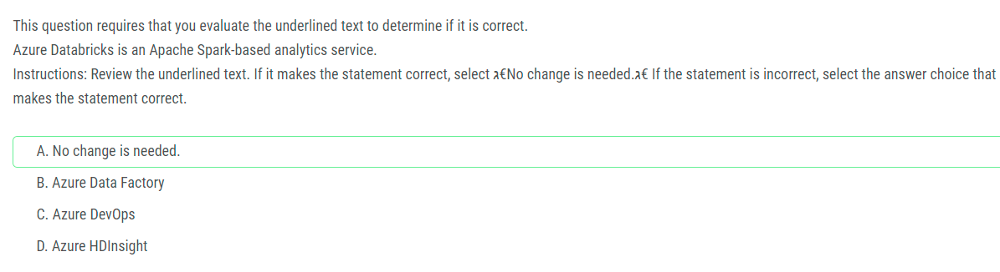 This question requires that you evaluate the underlined text to determine if it is correct.
Azure Databricks is an Apache Spark-based analytics service.
Instructions: Review the underlined text. If it makes the statement correct, select גא€No change is needed.גא€ If the statement is incorrect, select the answer choice that
makes the statement correct.
A. No change is needed.
B. Azure Data Factory
C. Azure DevOps
D. Azure HDInsight